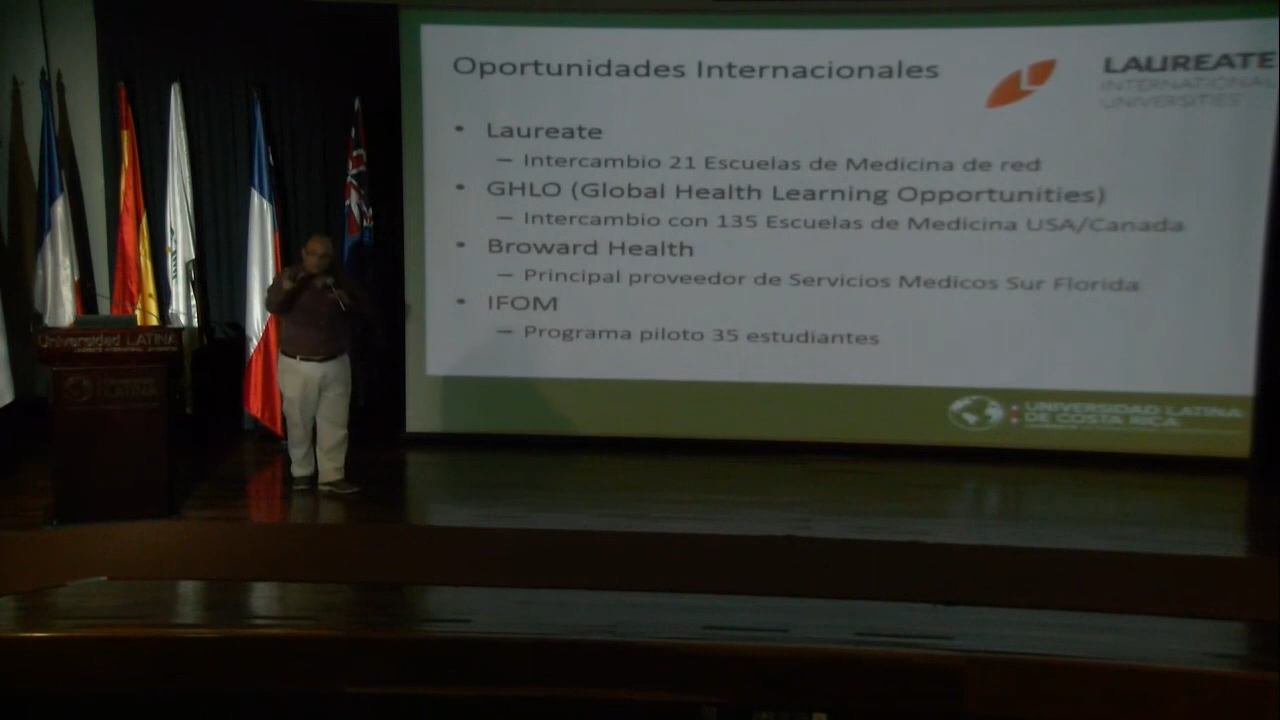 Oportunidades Internacionales
LAUREATE
INTERNATIONAL
UNIVERSITIES
• Laureate
– Intercambio 21 Escuelas de Medicina de red
• GHLO (Global Health Learning Opportunities)
– Intercambio con 135 Escuelas de Medicina USA/Canada
• Broward Health
– Principal proveedor de Servicios Medicos Sur Florida
• IFOM
– Programa piloto 35 estudiantes
UNIVERSIDAD LATINA
DE COSTA RICA
Universidad LATINA